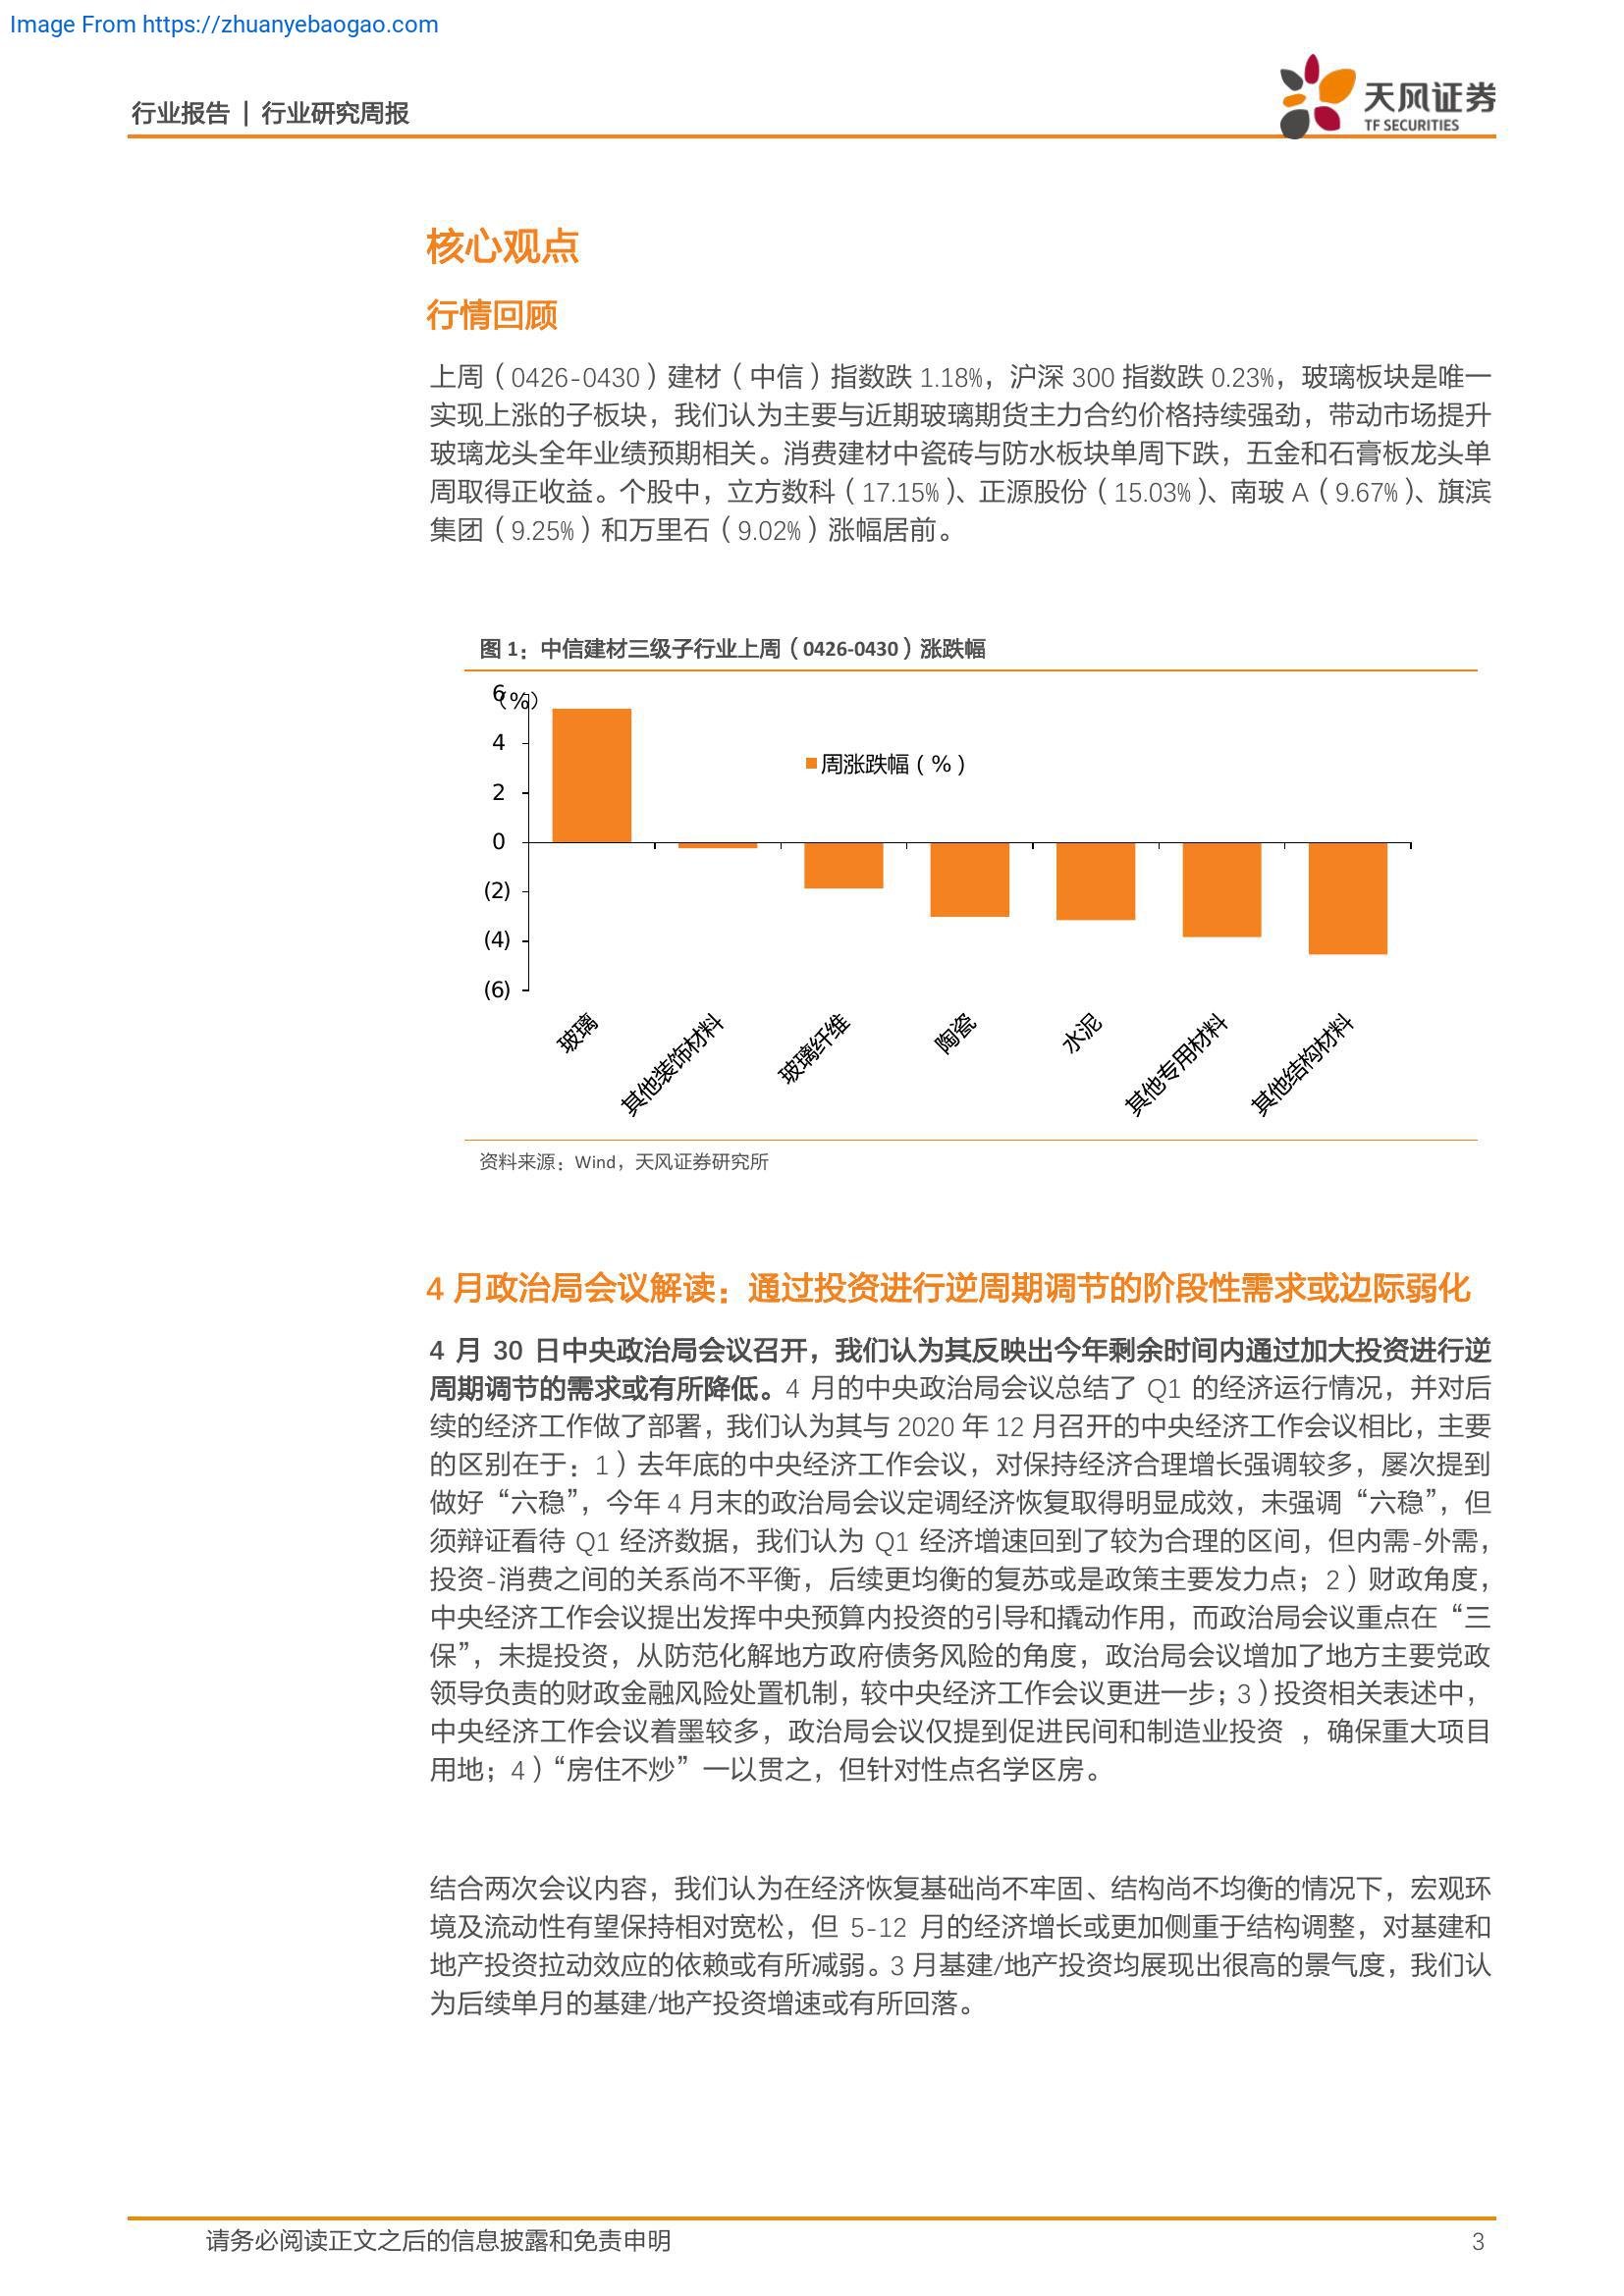 Image From https://zhuanyebaogao.com
行业报告 | 行业研究周报
天风证券
TF SECURITIES
核心观点
行情回顾
上周（0426-0430）建材（中信）指数跌 1.18%，沪深 300 指数跌 0.23%，玻璃板块是唯一
实现上涨的子板块，我们认为主要与近期玻璃期货主力合约价格持续强劲，带动市场提升
玻璃龙头全年业绩预期相关。消费建材中瓷砖与防水板块单周下跌，五金和石膏板龙头单
周取得正收益。个股中，立方数科（17.15%）、正源股份（15.03%）、南玻 A（9.67%）、旗滨
集团（9.25%）和万里石（9.02%）涨幅居前。
图 1：中信建材三级子行业上周（0426-0430）涨跌幅
（%）
6
4
2
0
(2)
(4)
(6)
周涨跌幅（%）
玻璃
其他装饰材料
玻璃纤维
陶瓷
水泥
其他专用材料
其他结构材料
资料来源：Wind，天风证券研究所
4 月政治局会议解读：通过投资进行逆周期调节的阶段性需求或边际弱化
4 月 30 日中央政治局会议召开，我们认为其反映出今年剩余时间内通过加大投资进行逆
周期调节的需求或有所降低。4 月的中央政治局会议总结了 Q1 的经济运行情况，并对后
续的经济工作做了部署，我们认为其与 2020 年 12 月召开的中央经济工作会议相比，主要
的区别在于：1）去年底的中央经济工作会议，对保持经济合理增长强调较多，屡次提到
做好“六稳”，今年 4 月末的政治局会议定调经济恢复取得明显成效，未强调“六稳”，但
须辩证看待 Q1 经济数据，我们认为 Q1 经济增速回到了较为合理的区间，但内需-外需，
投资-消费之间的关系尚不平衡，后续更均衡的复苏或是政策主要发力点；2）财政角度，
中央经济工作会议提出发挥中央预算内投资的引导和撬动作用，而政治局会议重点在“三
保”，未提投资，从防范化解地方政府债务风险的角度，政治局会议增加了地方主要党政
领导负责的财政金融风险处置机制，较中央经济工作会议更进一步；3）投资相关表述中，
中央经济工作会议着墨较多，政治局会议仅提到促进民间和制造业投资 ，确保重大项目
用地；4）“房住不炒”一以贯之，但针对性点名学区房。
结合两次会议内容，我们认为在经济恢复基础尚不牢固、结构尚不均衡的情况下，宏观环
境及流动性有望保持相对宽松，但 5-12 月的经济增长或更加侧重于结构调整，对基建和
地产投资拉动效应的依赖或有所减弱。3 月基建/地产投资均展现出很高的景气度，我们认
为后续单月的基建/地产投资增速或有所回落。
请务必阅读正文之后的信息披露和免责申明
3